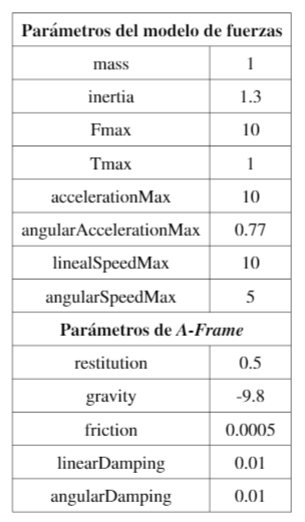 Parámetros del modelo de fuerzas
mass 1
inertia 1.3
Fmax 10
Tmax 1
accelerationMax 10
angularAccelerationMax 0.77
linealSpeedMax 10
angularSpeedMax 5
Parámetros de A-Frame
restitution 0.5
gravity -9.8
friction 0.0005
linearDamping 0.01
angularDamping 0.01